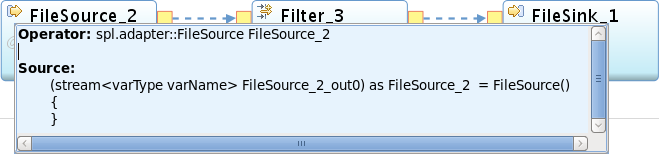 FileSource_2 Filter_3 FileSink_1
Operator: spl.adapter::FileSource FileSource_2
Source:
(stream<varType varName> FileSource_2_out0) as FileSource_2 = FileSource()
{
}